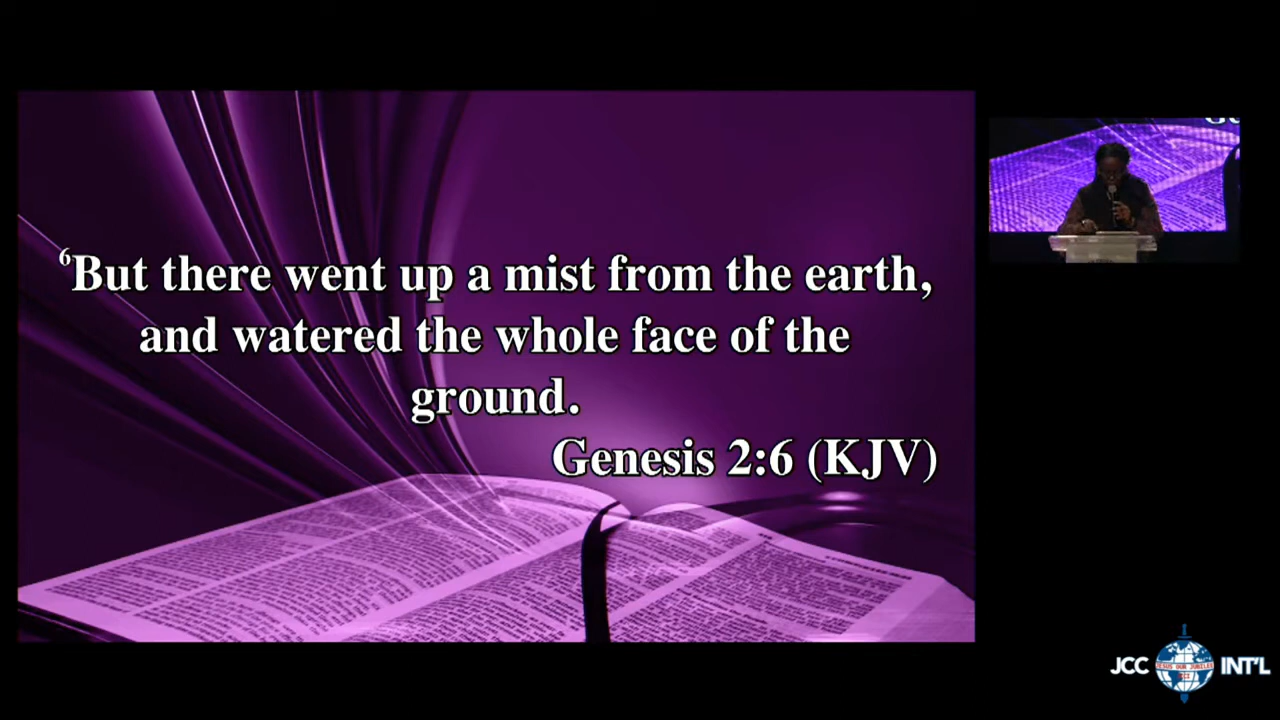 ⁶But there went up a mist from the earth,
and watered the whole face of the
ground.
Genesis 2:6 (KJV)
JCC INT'L